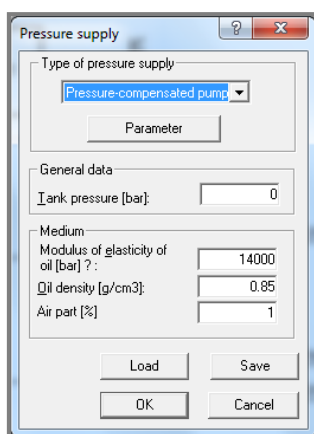 Pressure supply
?
Type of pressure supply
Pressure-compensated pump
Parameter
General data
Tank pressure [bar]: 0
Medium
Modulus of elasticity of
oil [bar] ? : 14000
Oil density [g/cm3]: 0.85
Air part [%] 1
Load Save
OK Cancel